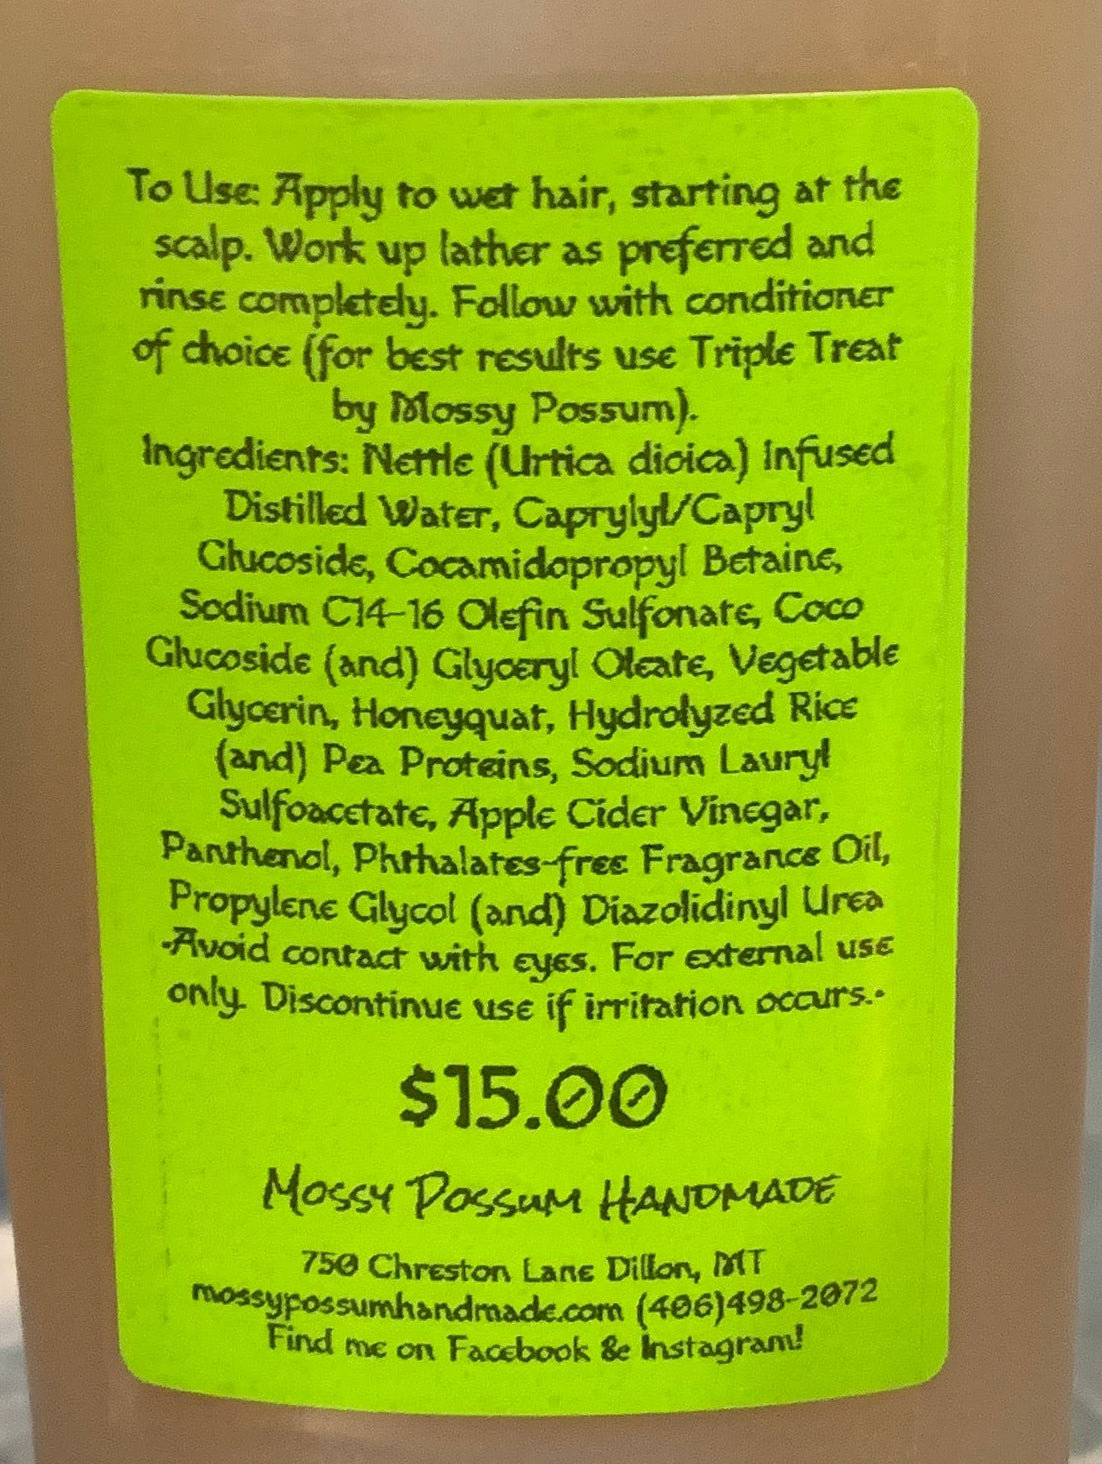 To Use: Apply to wet hair, starting at the
scalp. Work up lather as preferred and
rinse completely. Follow with conditioner
of choice (for best results use Triple Treat
by Mossy Possum).
Ingredients: Nettle (Urtica dioica) Infused
Distilled Water, Caprylyl/Capryl
Glucoside, Cocamidopropyl Betaine,
Sodium C14-16 Olefin Sulfonate, Coco
Glucoside (and) Glyceryl Oleate, Vegetable
Glycerin, Honeyquat, Hydrolyzed Rice
(and) Pea Proteins, Sodium Lauryl
Sulfoacetate, Apple Cider Vinegar,
Panthenol, Phthalates-free Fragrance Oil,
Propylene Glycol (and) Diazolidinyl Urea
-Avoid contact with eyes. For external use
only. Discontinue use if irritation occurs.-
$15.00
Mossy Possum Handmade
750 Chreston Lane Dillon, MT
mossypossumhandmade.com (406)498-2072
Find me on Facebook & Instagram!